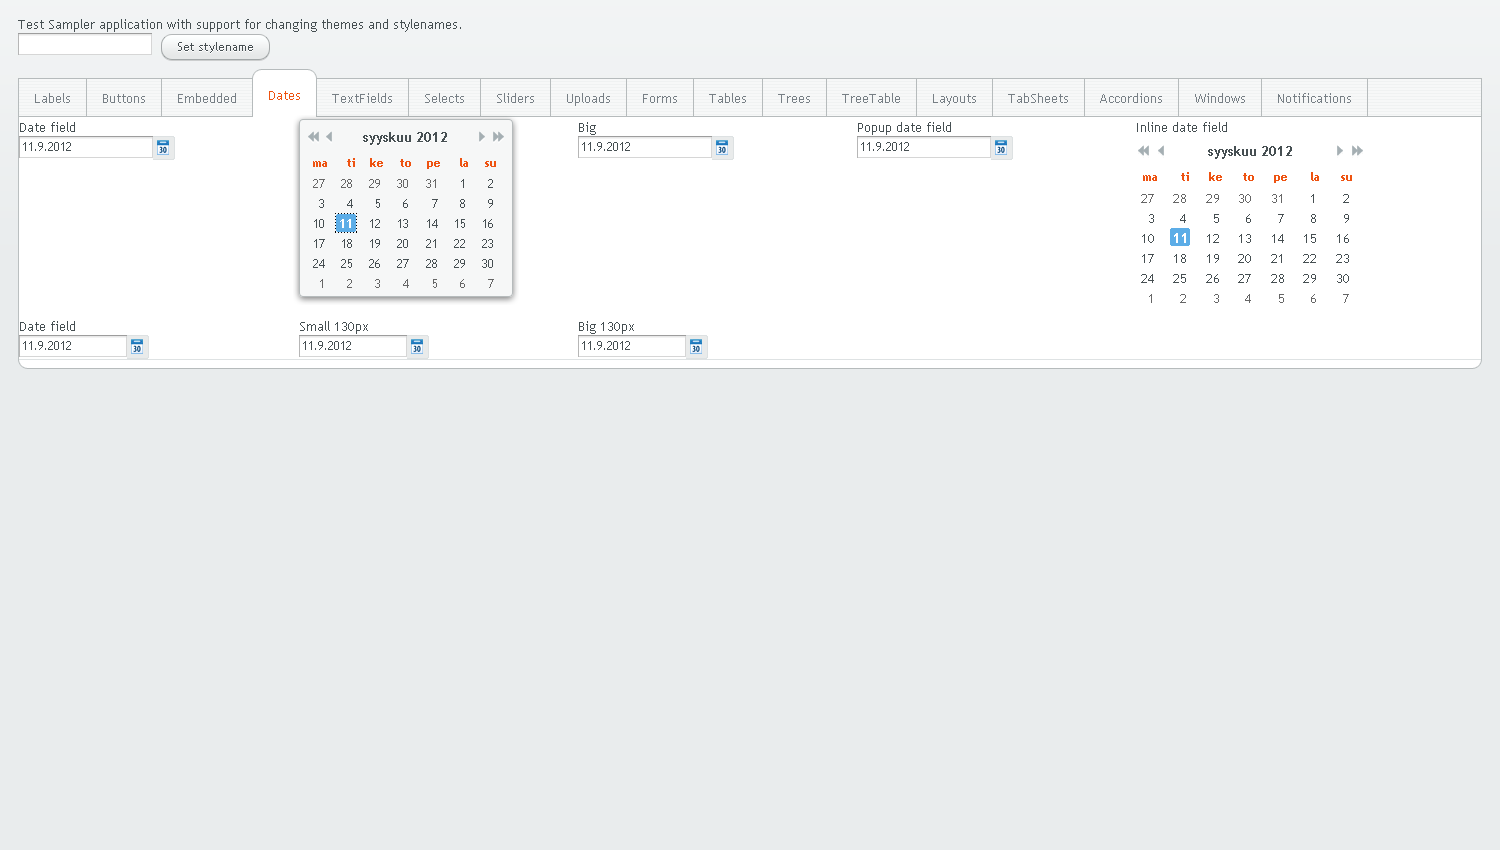 Test Sampler application with support for changing themes and stylenames.
Set stylename
Labels Buttons Embedded Dates TextFields Selects Sliders Uploads Forms Tables Trees TreeTable Layouts TabSheets Accordions Windows Notifications
Date field
11.9.2012
30
syyskuu 2012
ma ti ke to pe la su
27 28 29 30 31 1 2
3 4 5 6 7 8 9
10 11 12 13 14 15 16
17 18 19 20 21 22 23
24 25 26 27 28 29 30
1 2 3 4 5 6 7
Big
11.9.2012
30
Popup date field
11.9.2012
30
Inline date field
syyskuu 2012
ma ti ke to pe la su
27 28 29 30 31 1 2
3 4 5 6 7 8 9
10 11 12 13 14 15 16
17 18 19 20 21 22 23
24 25 26 27 28 29 30
1 2 3 4 5 6 7
Date field
11.9.2012
30
Small 130px
11.9.2012
30
Big 130px
11.9.2012
30